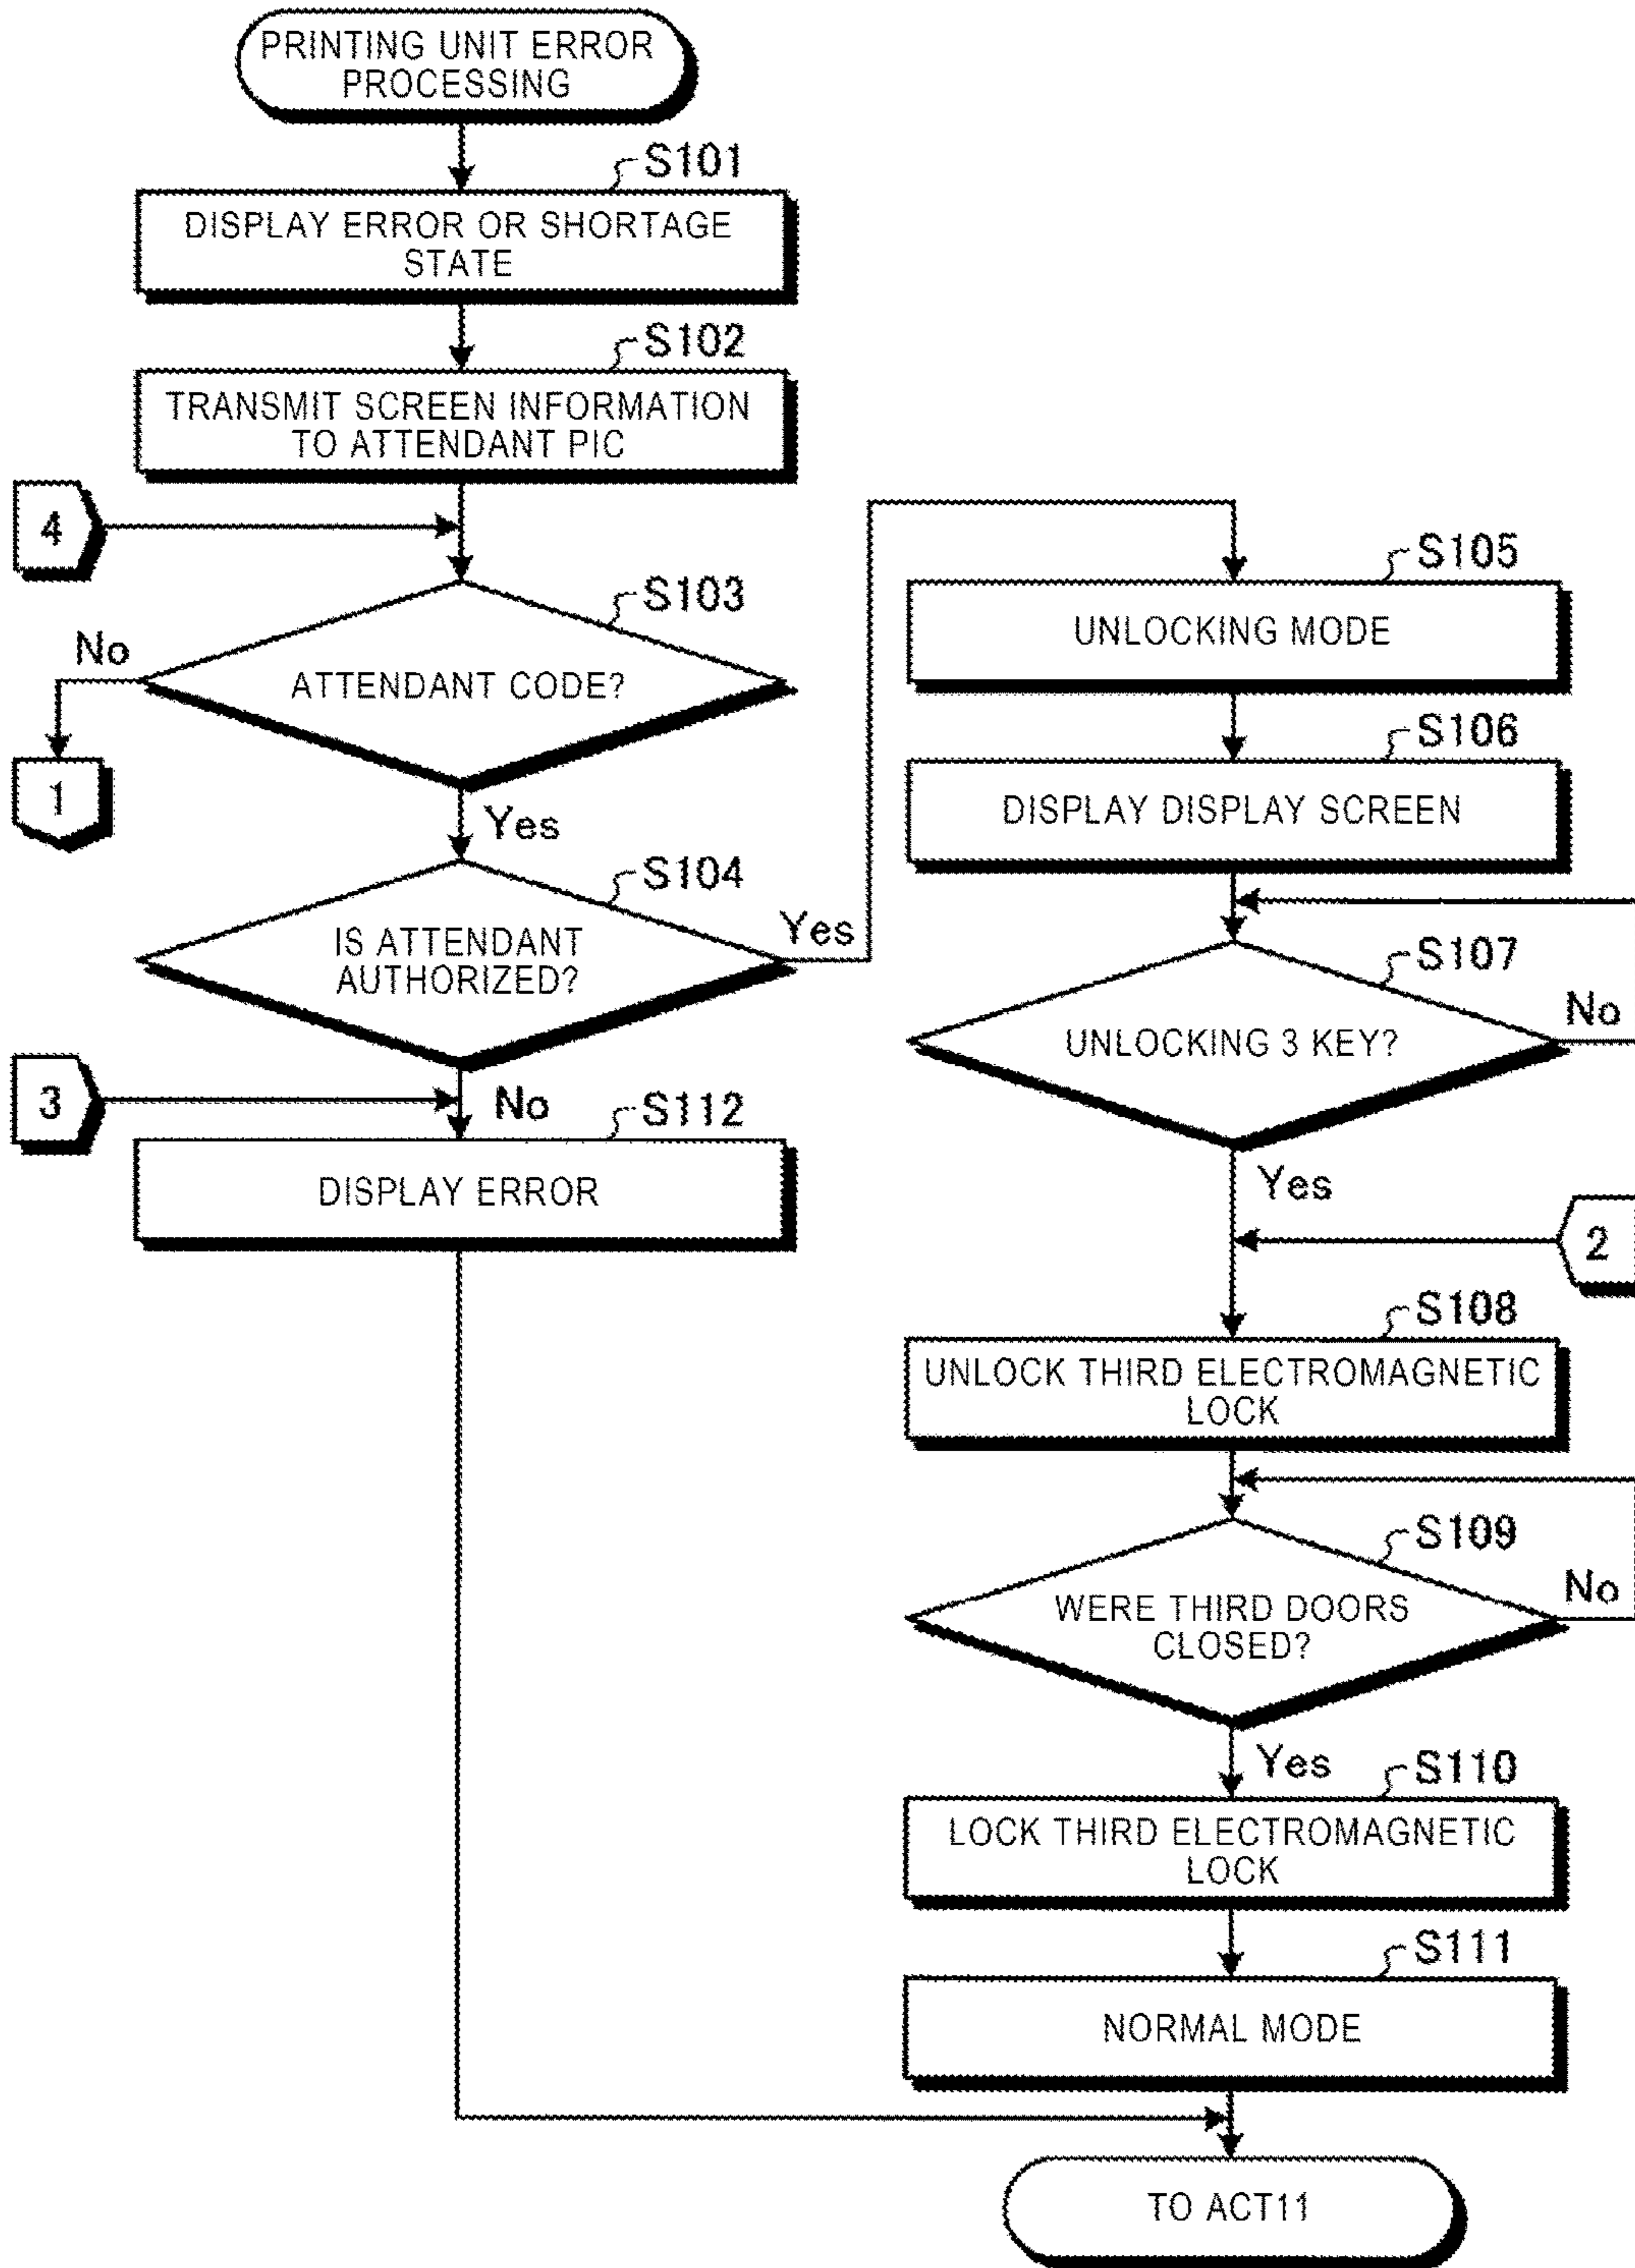 PRINTING UNIT ERROR
PROCESSING
S101
DISPLAY ERROR OR SHORTAGE
STATE
S102
TRANSMIT SCREEN INFORMATION
TO ATTENDANT PIC
4
S103
No
ATTENDANT CODE?
1
Yes
S104
IS ATTENDANT
AUTHORIZED?
Yes
3
No
S112
DISPLAY ERROR
S105
UNLOCKING MODE
S106
DISPLAY DISPLAY SCREEN
S107
No
UNLOCKING 3 KEY?
Yes
2
S108
UNLOCK THIRD ELECTROMAGNETIC
LOCK
S109
No
WERE THIRD DOORS
CLOSED?
Yes
S110
LOCK THIRD ELECTROMAGNETIC
LOCK
S111
NORMAL MODE
TO ACT11